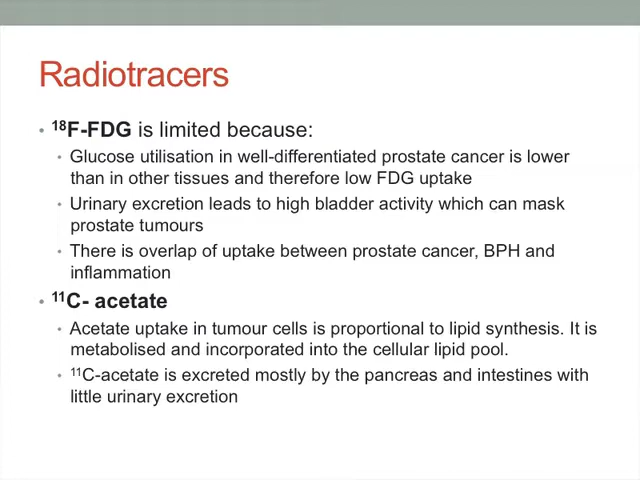 Radiotracers
• ¹⁸F-FDG is limited because:
• Glucose utilisation in well-differentiated prostate cancer is lower
than in other tissues and therefore low FDG uptake
• Urinary excretion leads to high bladder activity which can mask
prostate tumours
• There is overlap of uptake between prostate cancer, BPH and
inflammation
• ¹¹C- acetate
• Acetate uptake in tumour cells is proportional to lipid synthesis. It is
metabolised and incorporated into the cellular lipid pool.
• ¹¹C-acetate is excreted mostly by the pancreas and intestines with
little urinary excretion